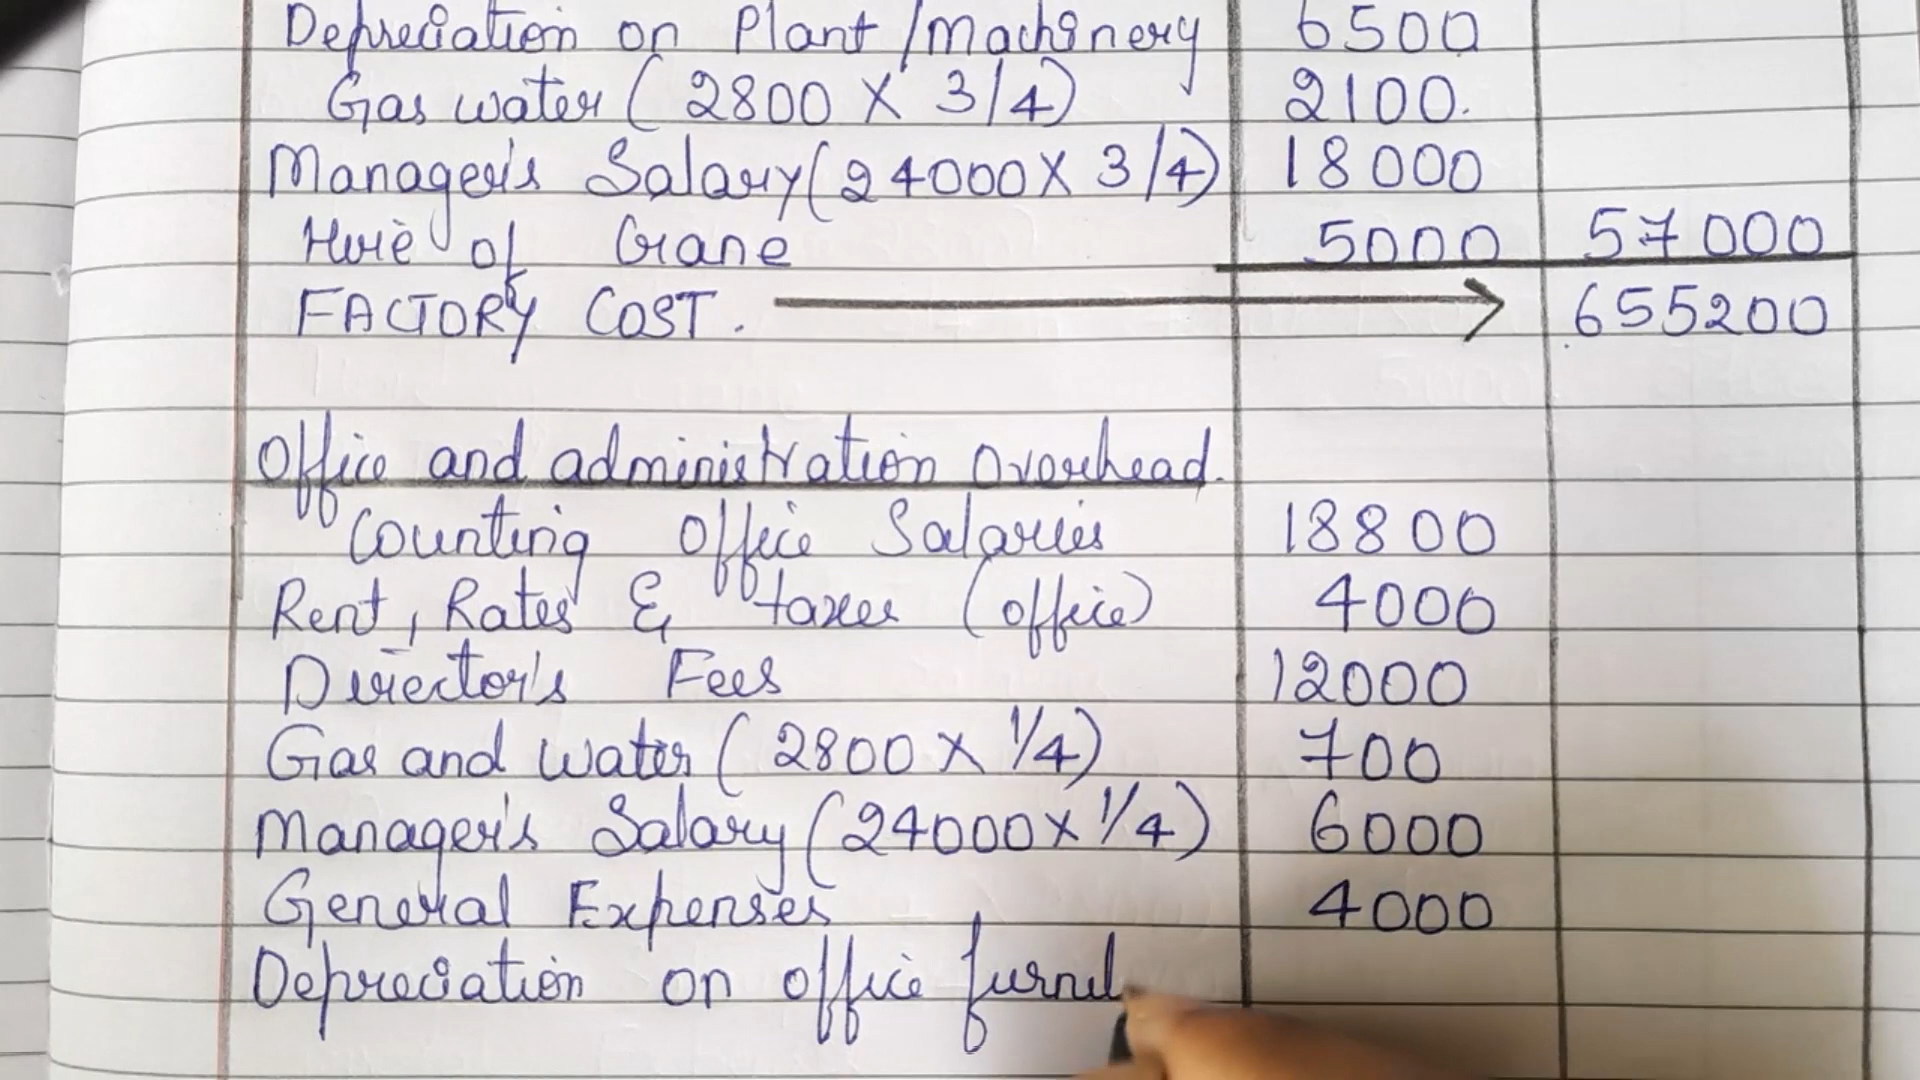 Depreciation on Plant/Machinery 6500
Gas water (2800 X 3/4) 2100.
Manager's Salary (24000 X 3/4) 18000
Hire of Crane 5000 57000
FACTORY COST. 655200
Office and administration Overhead.
Counting Office Salaries 18800
Rent, Rates & taxes (office) 4000
Director's Fees 12000
Gas and water (2800 X 1/4) 700
Manager's Salary (24000 X 1/4) 6000
General Expenses 4000
Depreciation on office